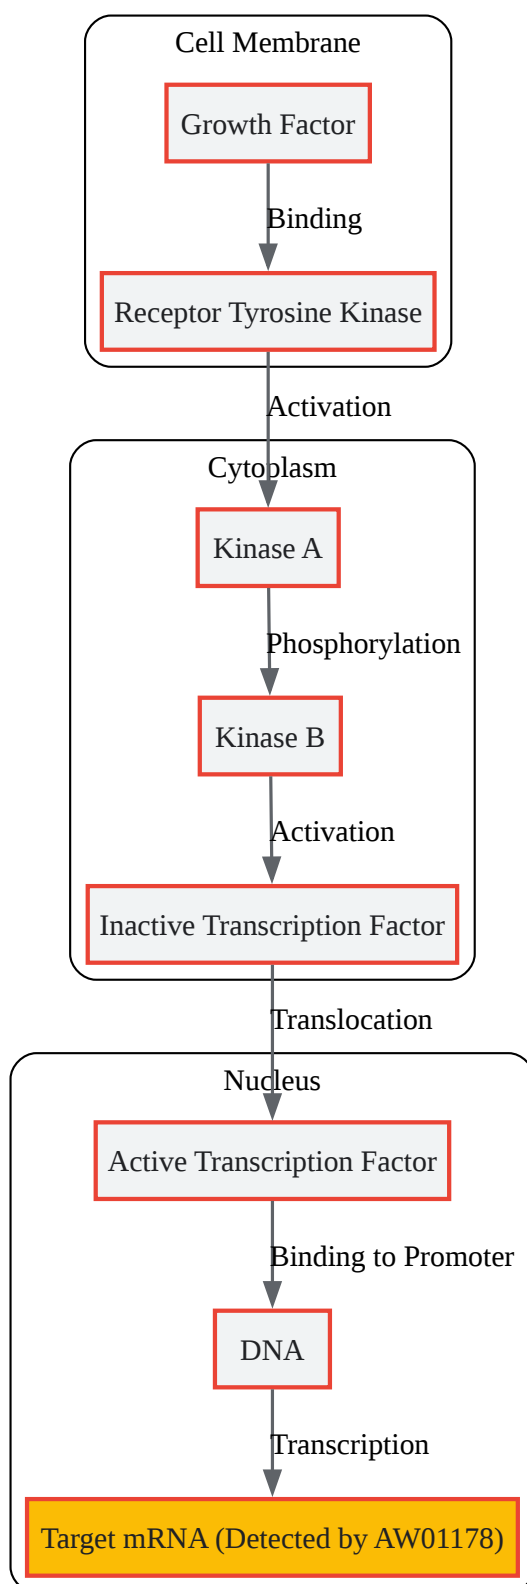 Cell Membrane
Growth Factor
Binding
Receptor Tyrosine Kinase
Activation
Cytoplasm
Kinase A
Phosphorylation
Kinase B
Activation
Inactive Transcription Factor
Translocation
Nucleus
Active Transcription Factor
Binding to Promoter
DNA
Transcription
Target mRNA (Detected by AW01178)